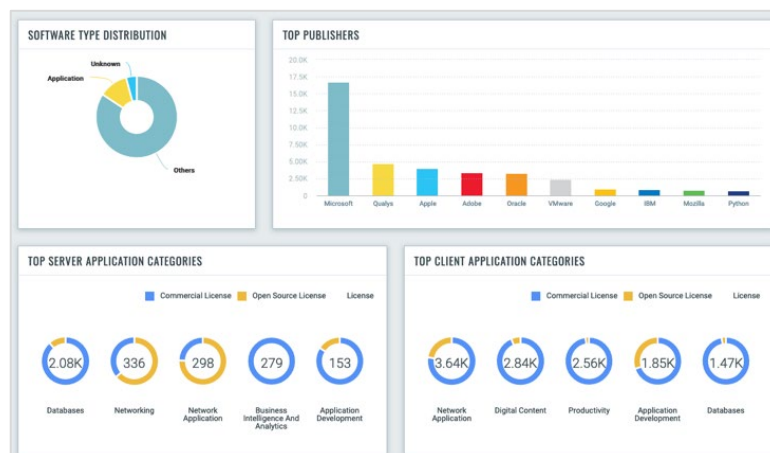 SOFTWARE TYPE DISTRIBUTION
Unknown
Application
Others
TOP PUBLISHERS
20.0K
17.5K
15.0K
12.5K
10.0K
7.50K
5.00K
2.50K
0
Microsoft Qualys Apple Adobe Oracle VMware Google IBM Mozilla Python
TOP SERVER APPLICATION CATEGORIES
Commercial License Open Source License License
2.08K 336 298 279 153
Databases Networking Network Application Business Intelligence And Analytics Application Development
TOP CLIENT APPLICATION CATEGORIES
Commercial License Open Source License License
3.64K 2.84K 2.56K 1.85K 1.47K
Network Application Digital Content Productivity Application Development Databases